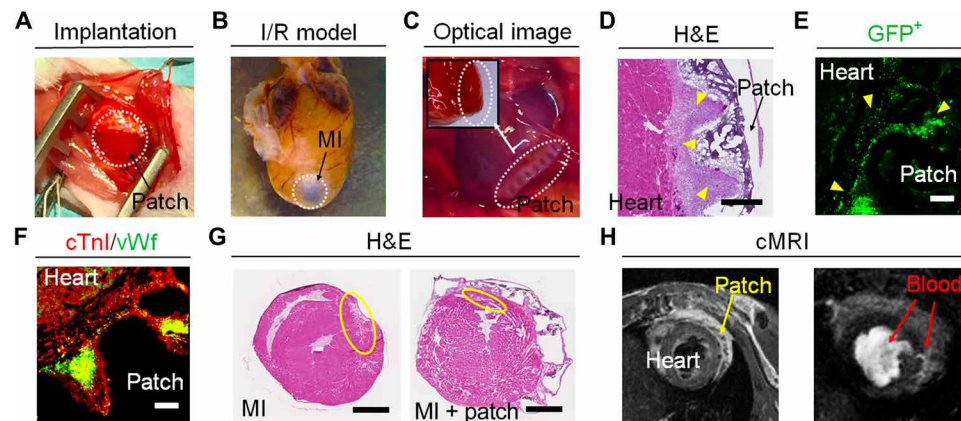 A Implantation
Patch
B I/R model
MI
C Optical image
Patch
D H&E
Patch
Heart
E GFP+
Heart
Patch
F cTnI/vWf
Heart
Patch
G H&E
MI
MI + patch
H cMRI
Patch
Heart
Blood